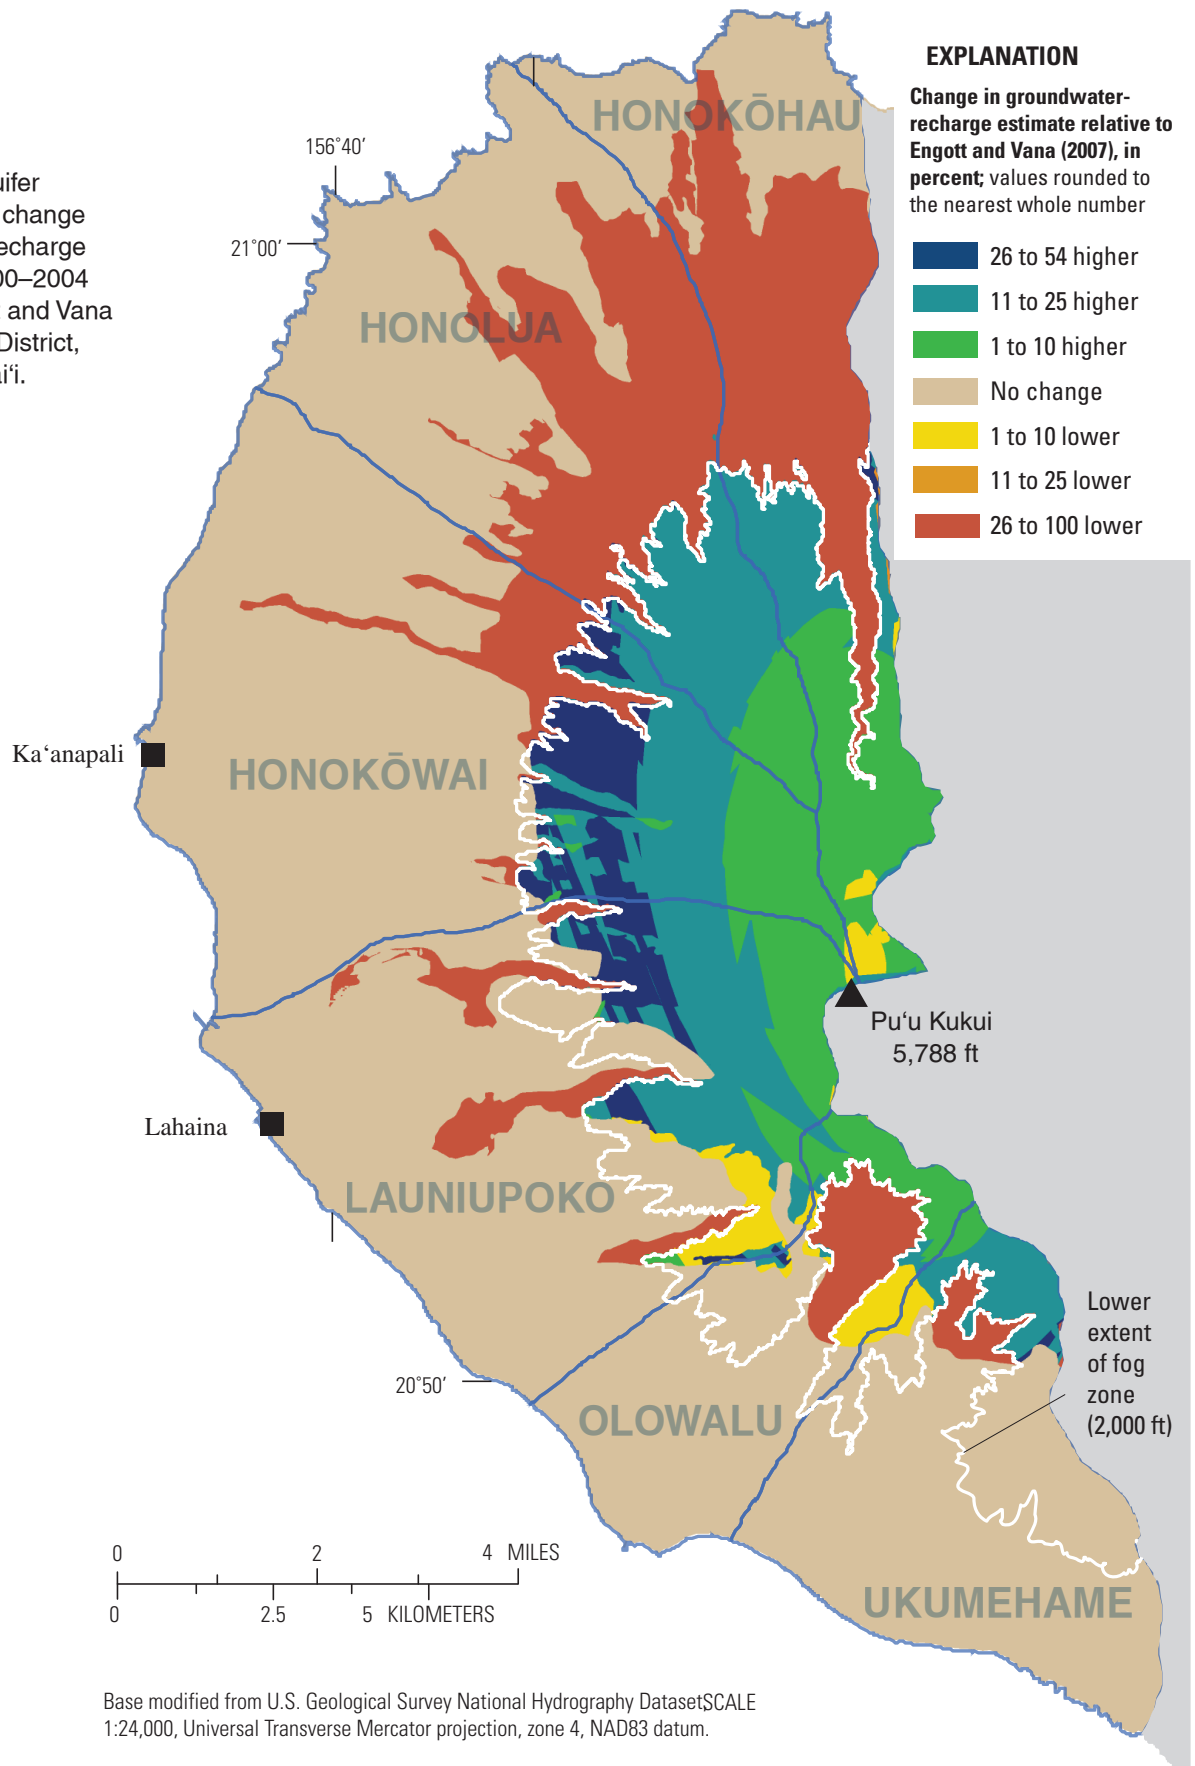 uifer
change
echarge
00–2004
t and Vana
District,
ai‘i.
EXPLANATION
Change in groundwater-
recharge estimate relative to
Engott and Vana (2007), in
percent; values rounded to
the nearest whole number
26 to 54 higher
11 to 25 higher
1 to 10 higher
No change
1 to 10 lower
11 to 25 lower
26 to 100 lower
HONOKŌHAU
156°40′
21°00′
HONOLUA
Ka‘anapali
HONOKŌWAI
Pu‘u Kukui
5,788 ft
Lahaina
LAUNIUPOKO
Lower
extent
of fog
zone
(2,000 ft)
20°50′
OLOWALU
UKUMEHAME
0 2 4 MILES
0 2.5 5 KILOMETERS
Base modified from U.S. Geological Survey National Hydrography Dataset,SCALE
1:24,000, Universal Transverse Mercator projection, zone 4, NAD83 datum.